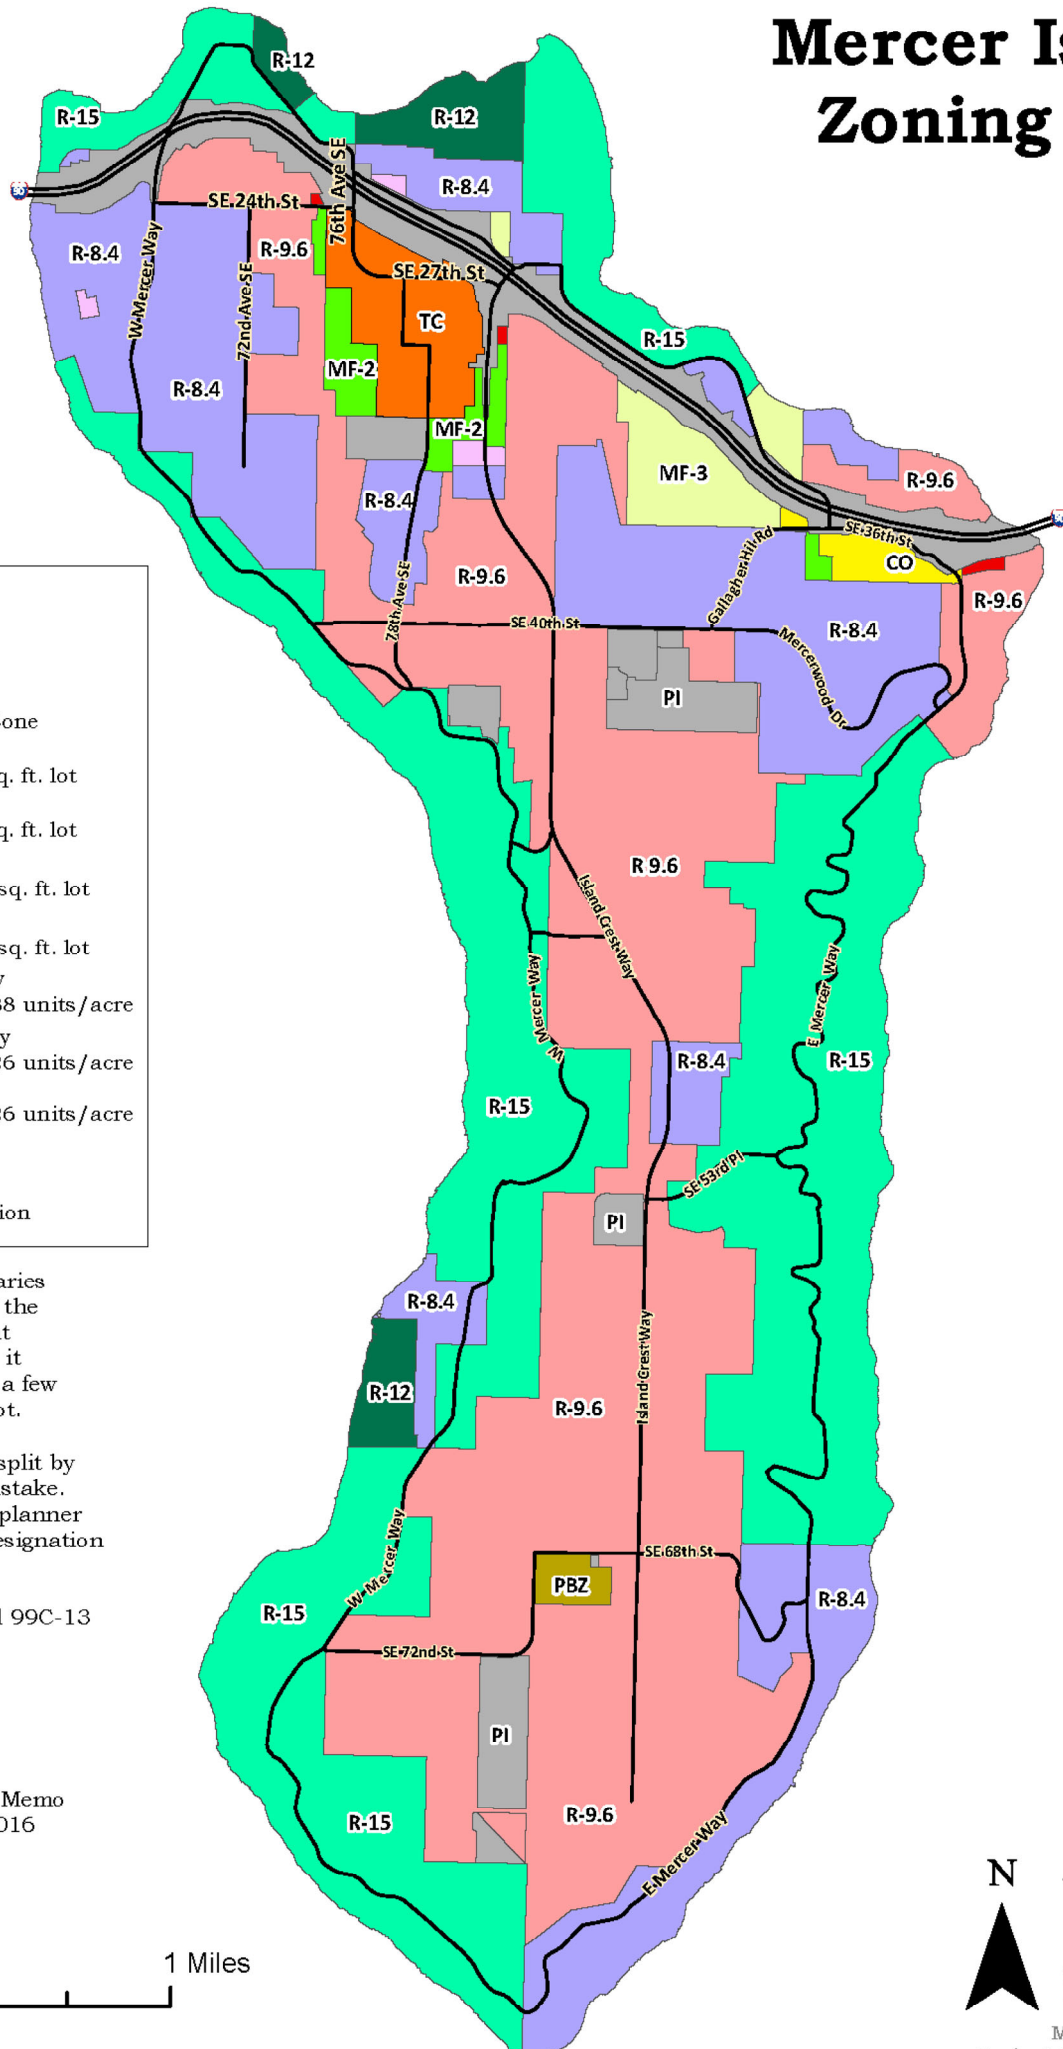 Mercer Is
Zoning
R-12
R-15
R-12
76th Ave SE
R-8.4
SE 24th St
R-8.4
W Mercer Way
R-9.6
72nd Ave SE
SE 27th St
TC
R-15
MF-2
R-8.4
MF-2
MF-3
R-9.6
R-8.4
SE 36th St
Gallagher Hill Rd
CO
R-9.6
78th Ave SE
R-9.6
SE 40th St
R-8.4
Mercerwood Dr
PI
one
q. ft. lot
q. ft. lot
sq. ft. lot
sq. ft. lot
y
38 units/acre
y
26 units/acre
26 units/acre
ion
R 9.6
Island Crest Way
W Mercer Way
E Mercer Way
R-8.4
R-15
R-15
SE 53rd Pl
PI
aries
the
it
it
a few
ot.
split by
stake.
planner
esignation
l 99C-13
Memo
016
R-8.4
R-12
Island Crest Way
R-9.6
W Mercer Way
SE 68th St
PBZ
R-8.4
R-15
SE 72nd St
PI
R-15
R-9.6
E Mercer Way
N
1 Miles
M